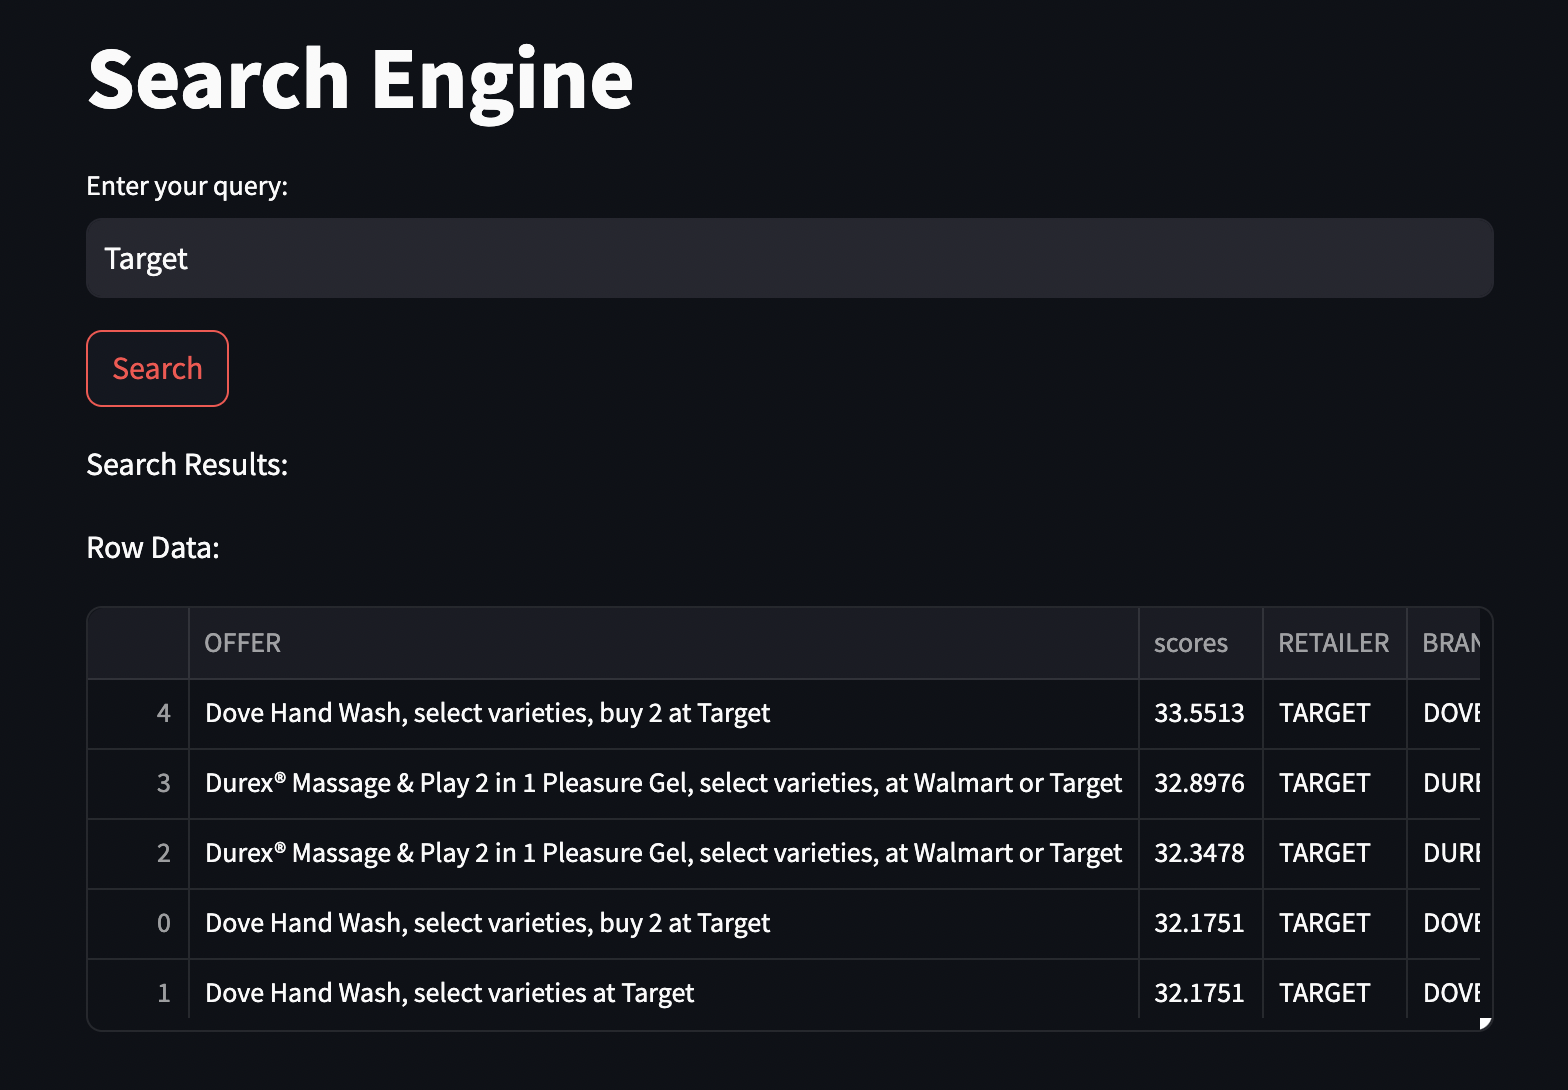 Search Engine
Enter your query:
Target
Search
Search Results:
Row Data:
OFFER scores RETAILER BRAN
4 Dove Hand Wash, select varieties, buy 2 at Target 33.5513 TARGET DOVE
3 Durex® Massage & Play 2 in 1 Pleasure Gel, select varieties, at Walmart or Target 32.8976 TARGET DURE
2 Durex® Massage & Play 2 in 1 Pleasure Gel, select varieties, at Walmart or Target 32.3478 TARGET DURE
0 Dove Hand Wash, select varieties, buy 2 at Target 32.1751 TARGET DOVE
1 Dove Hand Wash, select varieties at Target 32.1751 TARGET DOVE